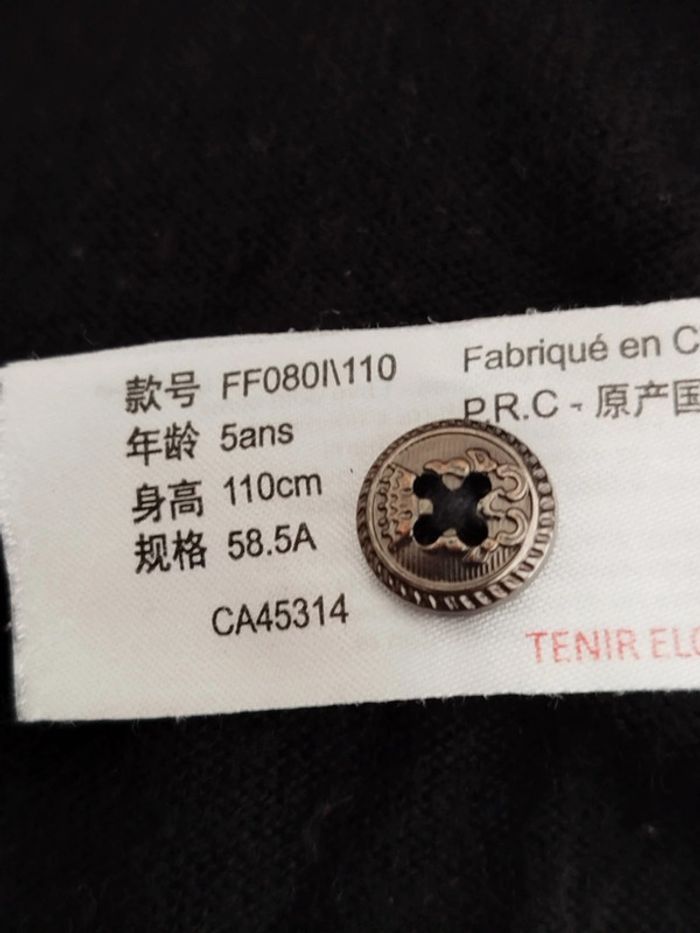 款号 FF080I\110
年龄 5ans
身高 110cm
规格 58.5A
CA45314
Fabriqué en C
P.R.C - 原产国
TENIR ELO